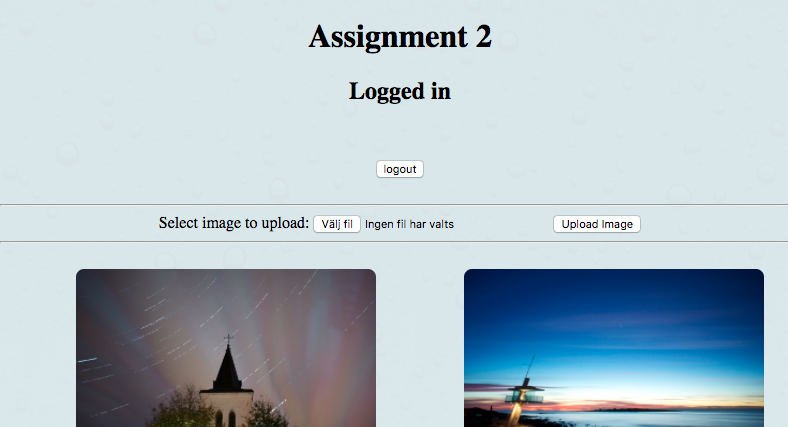 Assignment 2
Logged in
logout
Select image to upload: Välj fil Ingen fil har valts Upload Image